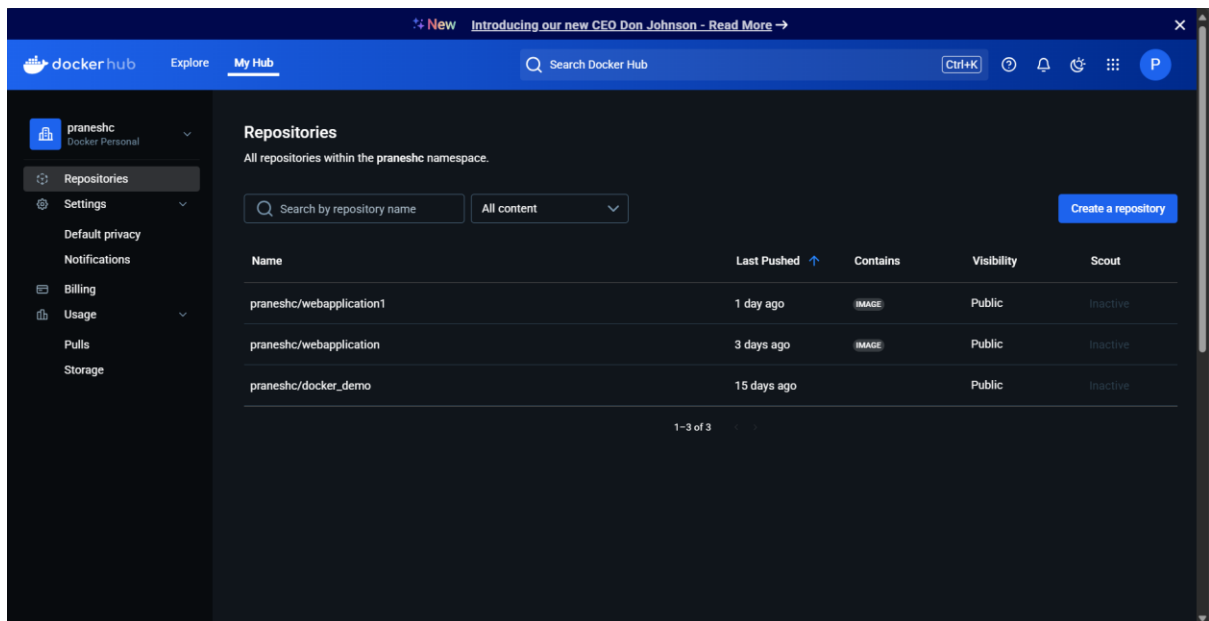 New Introducing our new CEO Don Johnson - Read More →
dockerhub Explore My Hub Search Docker Hub Ctrl+K P
praneshc
Docker Personal
Repositories
Settings
Default privacy
Notifications
Billing
Usage
Pulls
Storage
Repositories
All repositories within the praneshc namespace.
Search by repository name All content Create a repository
Name Last Pushed ↑ Contains Visibility Scout
praneshc/webapplication1 1 day ago IMAGE Public Inactive
praneshc/webapplication 3 days ago IMAGE Public Inactive
praneshc/docker_demo 15 days ago Public Inactive
1–3 of 3